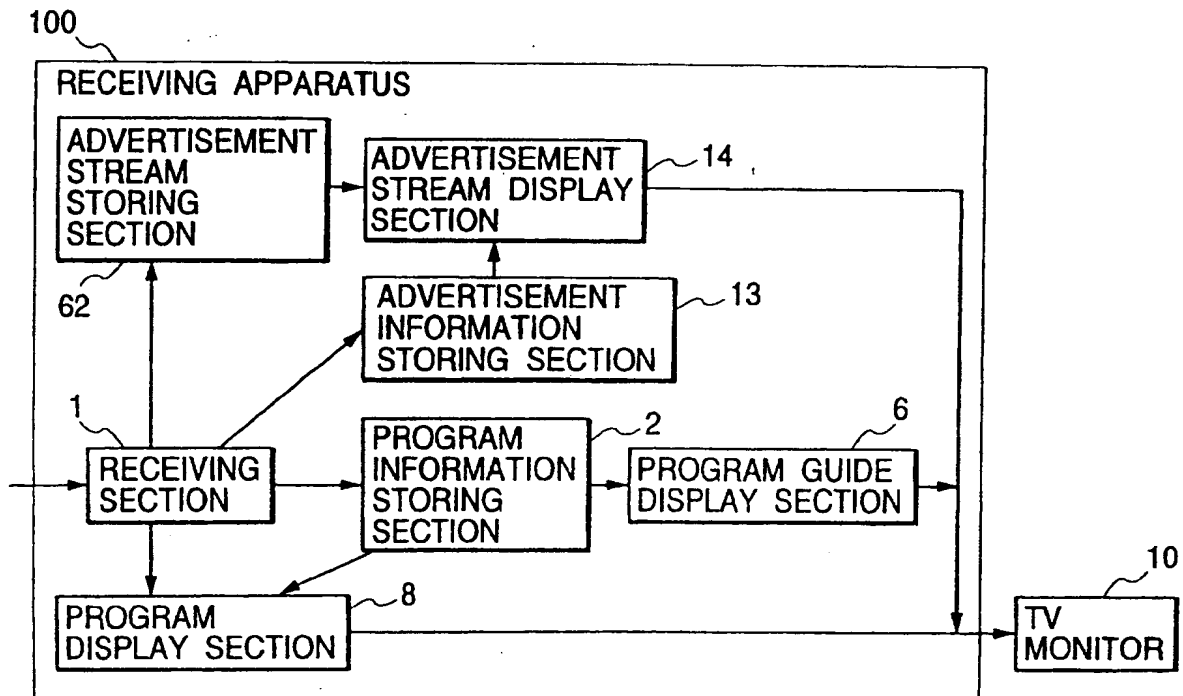 100
RECEIVING APPARATUS
ADVERTISEMENT
STREAM
STORING
SECTION
62
ADVERTISEMENT
STREAM DISPLAY
SECTION
14
ADVERTISEMENT
INFORMATION
STORING SECTION
13
1
RECEIVING
SECTION
PROGRAM
INFORMATION
STORING
SECTION
2
PROGRAM GUIDE
DISPLAY SECTION
6
PROGRAM
DISPLAY SECTION
8
TV
MONITOR
10